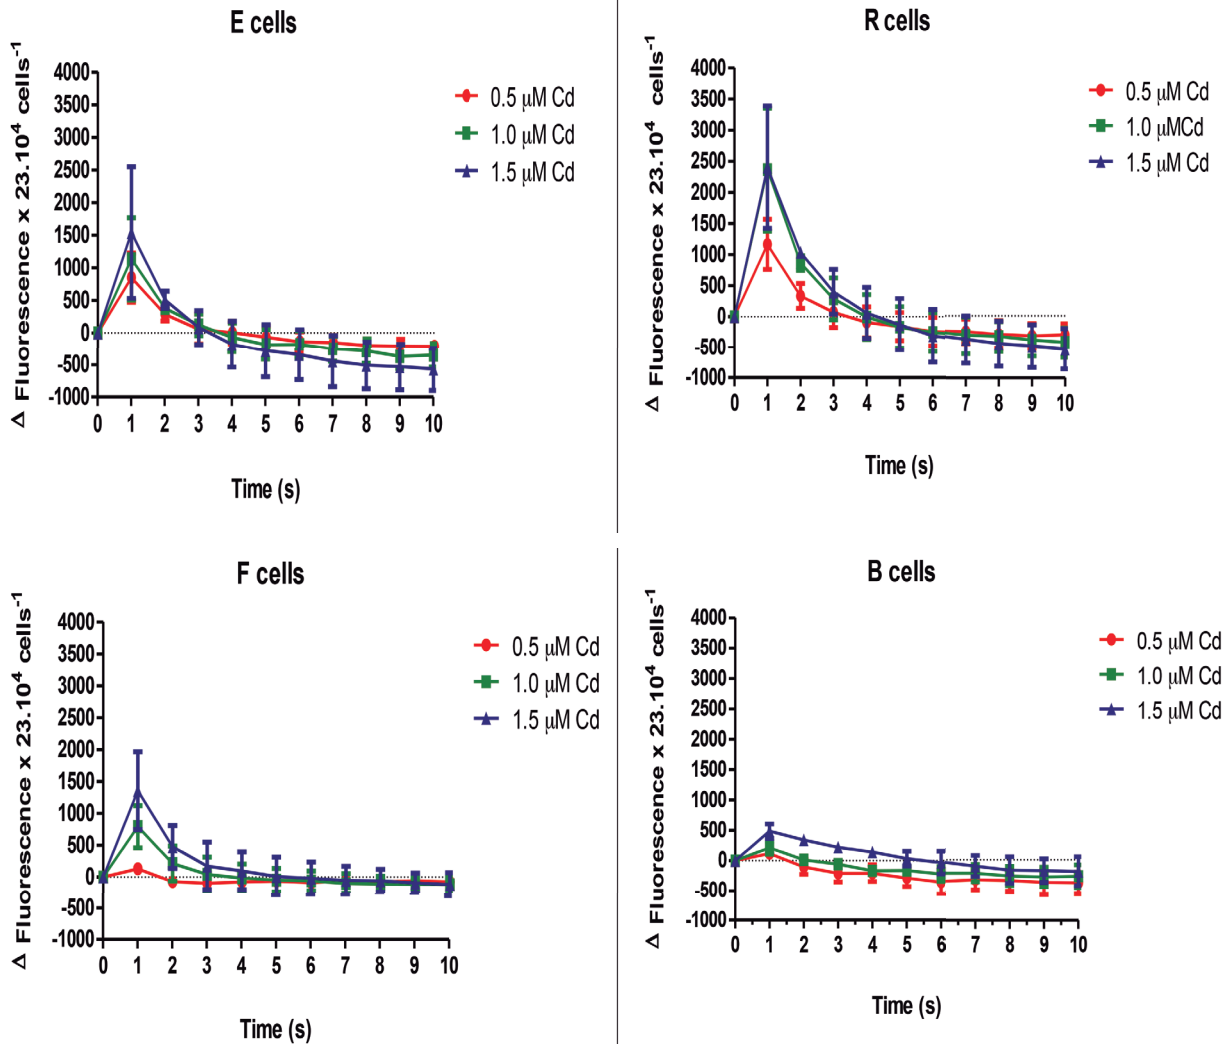 E cells
Δ Fluorescence x 23.10⁴ cells⁻¹
4000
3500
3000
2500
2000
1500
1000
500
0
-500
-1000
0 1 2 3 4 5 6 7 8 9 10
Time (s)
0.5 μM Cd
1.0 μM Cd
1.5 μM Cd
R cells
Δ Fluorescence x 23.10⁴ cells⁻¹
4000
3500
3000
2500
2000
1500
1000
500
0
-500
-1000
0 1 2 3 4 5 6 7 8 9 10
Time (s)
0.5 μM Cd
1.0 μMCd
1.5 μM Cd
F cells
Δ Fluorescence x 23.10⁴ cells⁻¹
4000
3500
3000
2500
2000
1500
1000
500
0
-500
-1000
0 1 2 3 4 5 6 7 8 9 10
Time (s)
0.5 μM Cd
1.0 μM Cd
1.5 μM Cd
B cells
Δ Fluorescence x 23.10⁴ cells⁻¹
4000
3500
3000
2500
2000
1500
1000
500
0
-500
-1000
0 1 2 3 4 5 6 7 8 9 10
Time (s)
0.5 μM Cd
1.0 μM Cd
1.5 μM Cd